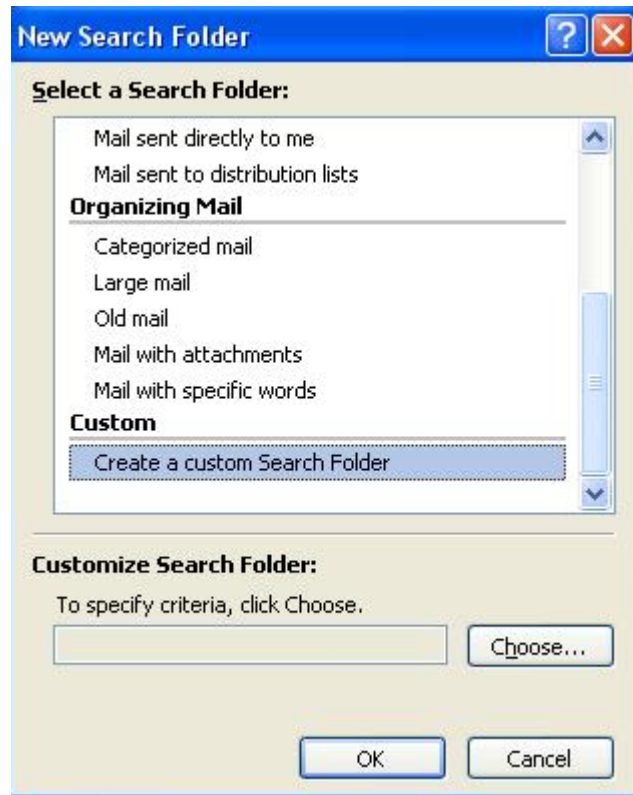 New Search Folder
Select a Search Folder:
Mail sent directly to me
Mail sent to distribution lists
Organizing Mail
Categorized mail
Large mail
Old mail
Mail with attachments
Mail with specific words
Custom
Create a custom Search Folder
Customize Search Folder:
To specify criteria, click Choose.
Choose...
OK Cancel